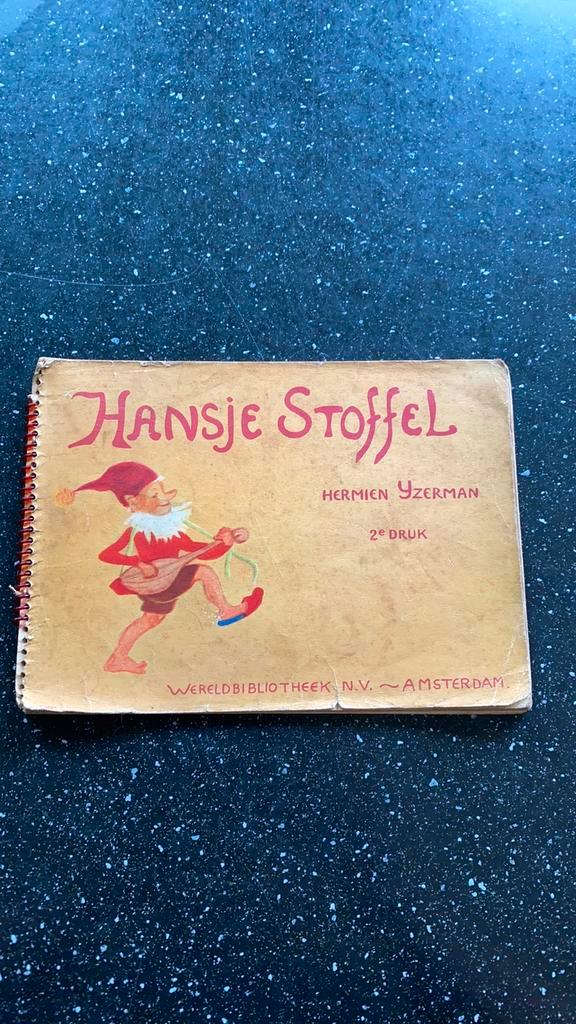 Hansje Stoffel
Hermien Yzerman
2e druk
Wereldbibliotheek N.V. ~ Amsterdam.